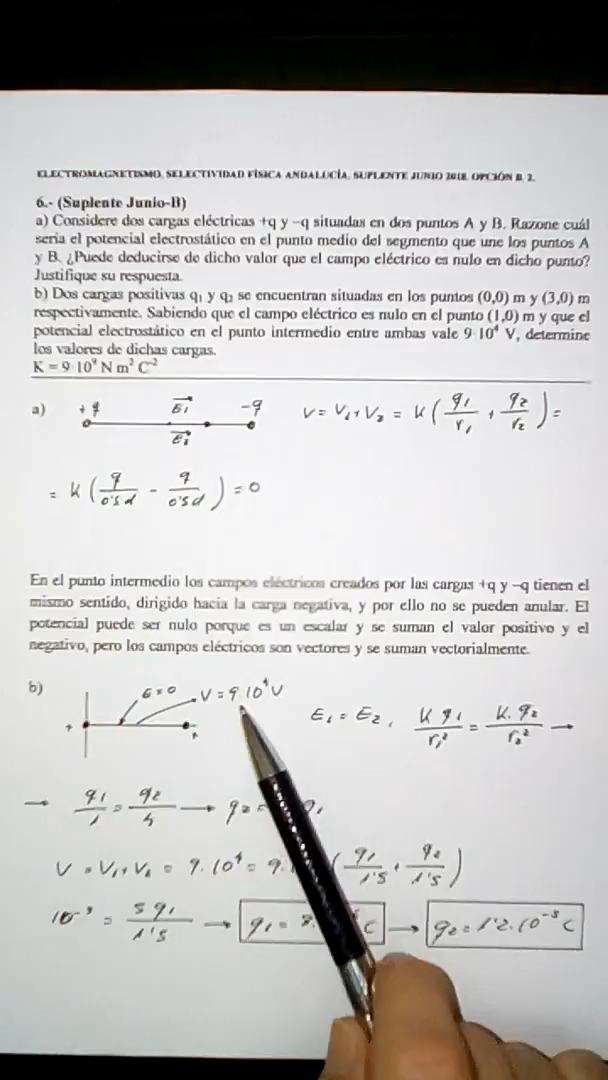 ELECTROMAGNETISMO. SELECTIVIDAD FÍSICA ANDALUCÍA. SUPLENTE JUNIO 2018. OPCIÓN B. 2.
6.- (Suplente Junio-B)
a) Considere dos cargas eléctricas +q y −q situadas en dos puntos A y B. Razone cuál
sería el potencial electrostático en el punto medio del segmento que une los puntos A
y B. ¿Puede deducirse de dicho valor que el campo eléctrico es nulo en dicho punto?
Justifique su respuesta.
b) Dos cargas positivas q₁ y q₂ se encuentran situadas en los puntos (0,0) m y (3,0) m
respectivamente. Sabiendo que el campo eléctrico es nulo en el punto (1,0) m y que el
potencial electrostático en el punto intermedio entre ambas vale 9·10⁴ V, determine
los valores de dichas cargas.
K = 9·10⁹ N m² C⁻²
a) +q E₁ −q V = V₁ + V₂ = K ( q₁/r₁ + q₂/r₂ ) =
E₂
= K ( q/0'5d − q/0'5d ) = 0
En el punto intermedio los campos eléctricos creados por las cargas +q y −q tienen el
mismo sentido, dirigido hacia la carga negativa, y por ello no se pueden anular. El
potencial puede ser nulo porque es un escalar y se suman el valor positivo y el
negativo, pero los campos eléctricos son vectores y se suman vectorialmente.
b) E=0 V = 9·10⁴ V
+ + E₁ = E₂ , K q₁/r₁² = K·q₂/r₂² →
→ q₁/1 = q₂/4 → q₂ =
V = V₁ + V₂ = 9·10⁴ = 9. ( q₁/1'5 + q₂/1'5 )
10⁻⁵ = 5q₁/1'5 → q₁ = C → q₂ = 1'2·10⁻⁵ C